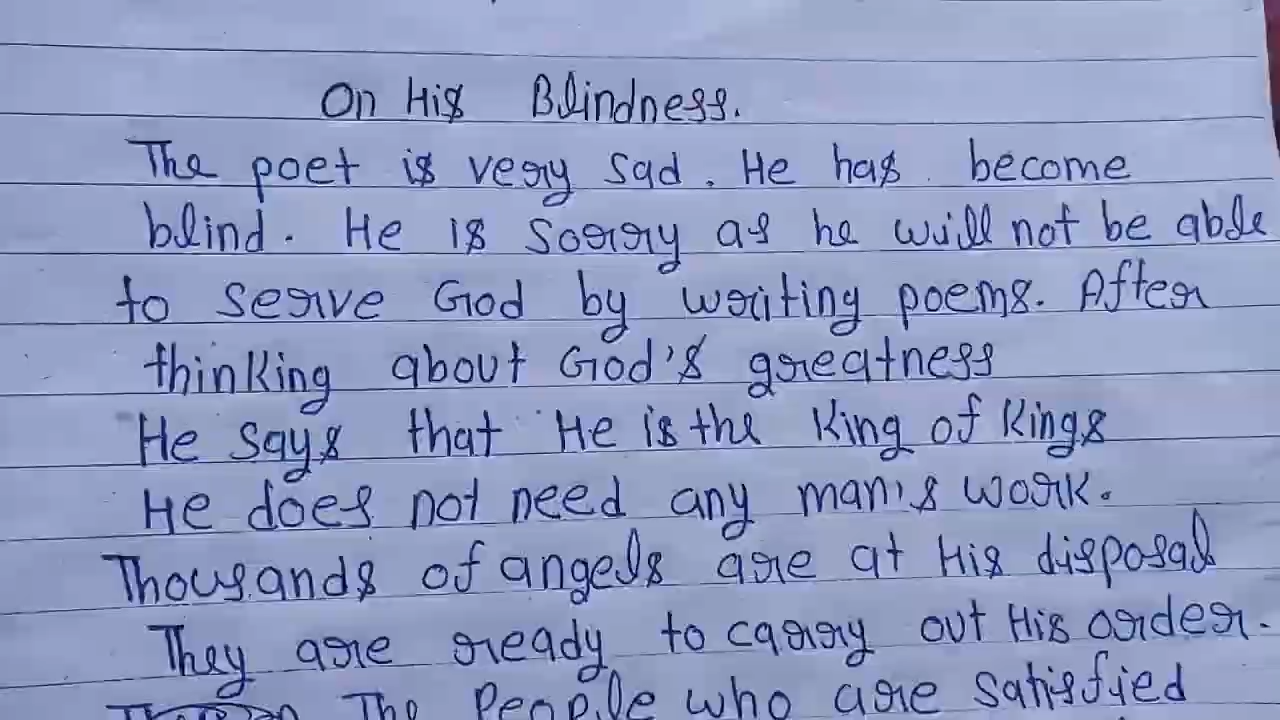 On His Blindness.
The poet is very sad. He has become
blind. He is sorry as he will not be able
to serve God by writing poems. After
thinking about God's greatness
He says that He is the King of Kings
He does not need any man's work.
Thousands of angels are at His disposal
They are ready to carry out His order.
The People who are satisfied